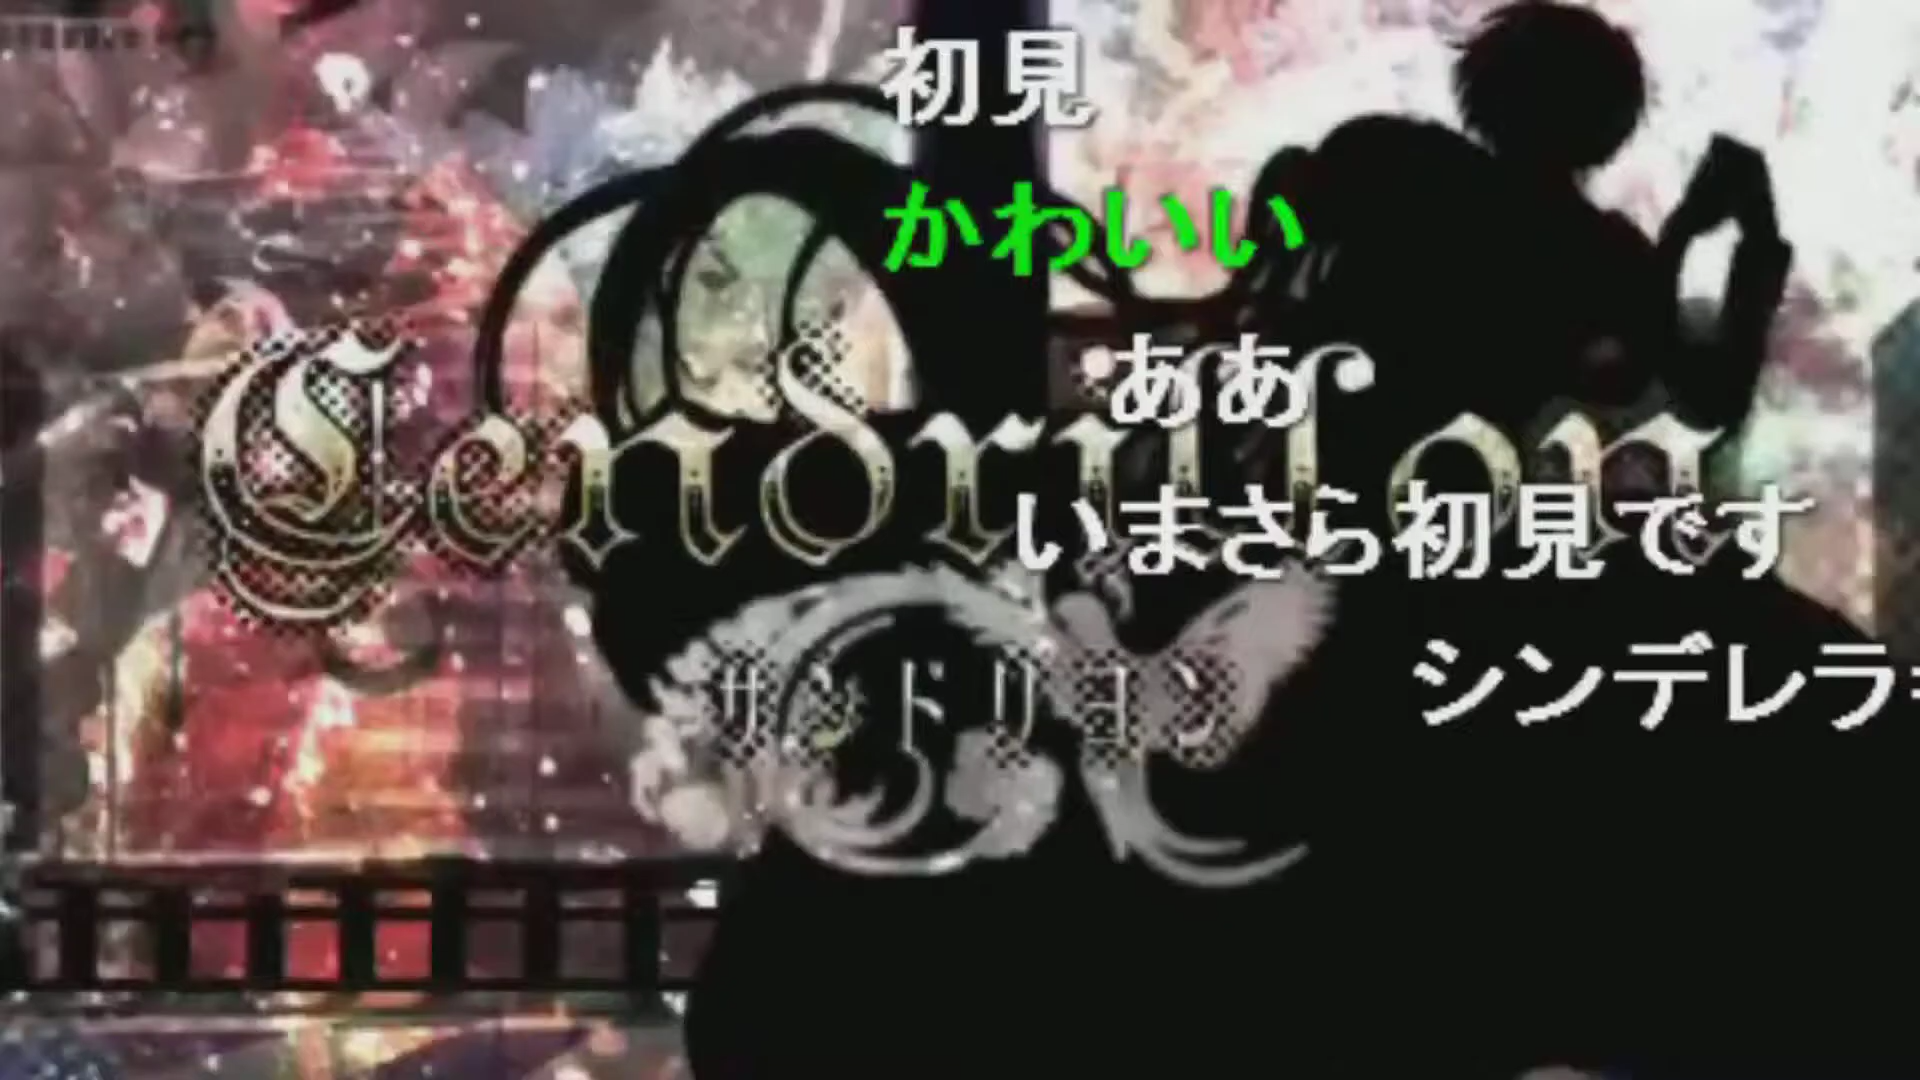 初見
かわいい
ああ
Cendrillon
いまさら初見です
シンデレラ
サンドリヨン